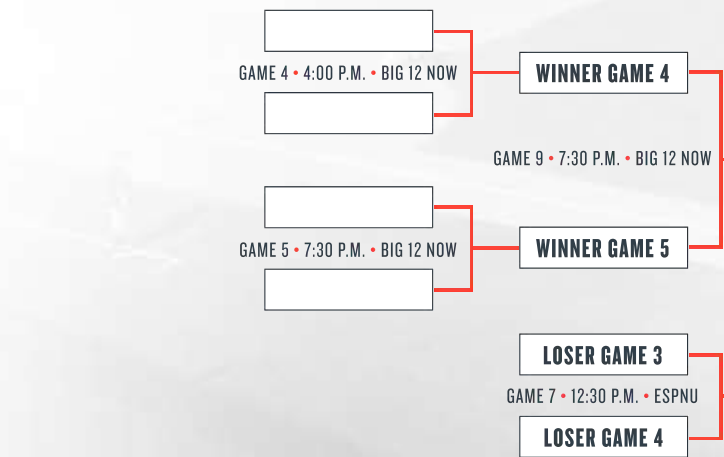 GAME 4 • 4:00 P.M. • BIG 12 NOW
WINNER GAME 4
GAME 9 • 7:30 P.M. • BIG 12 NOW
GAME 5 • 7:30 P.M. • BIG 12 NOW
WINNER GAME 5
LOSER GAME 3
GAME 7 • 12:30 P.M. • ESPNU
LOSER GAME 4